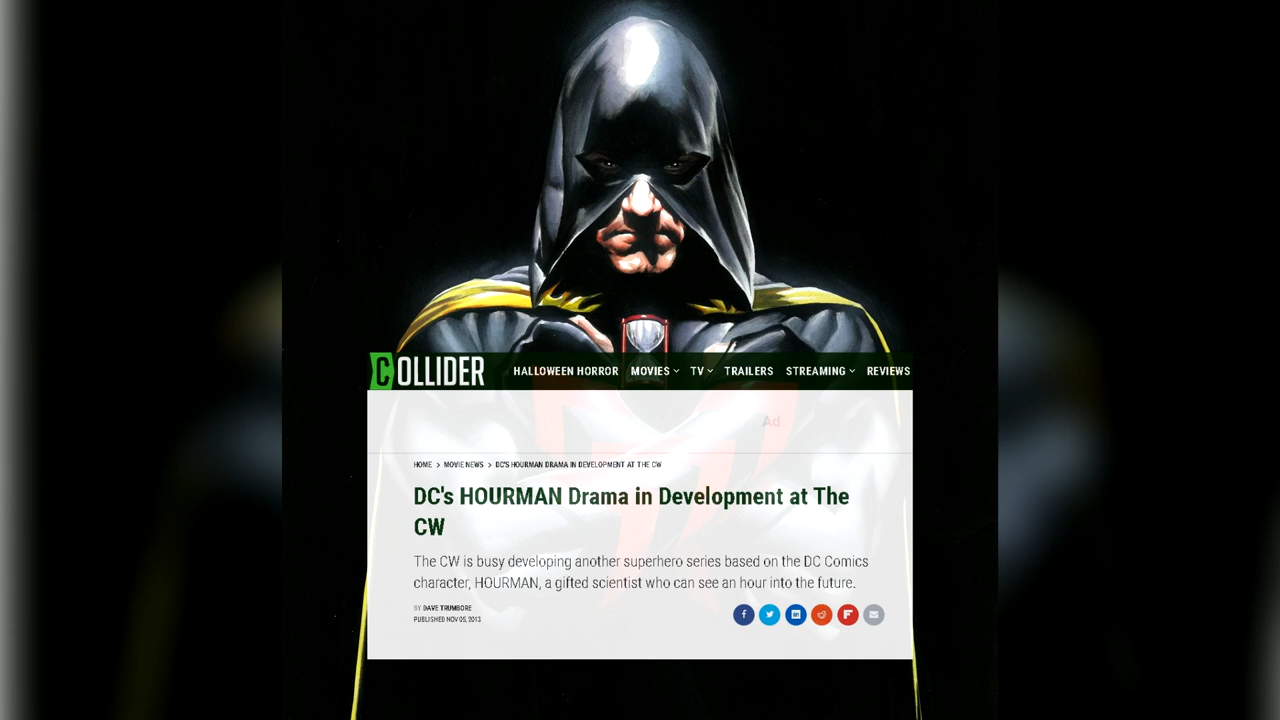 COLLIDER HALLOWEEN HORROR MOVIES TV TRAILERS STREAMING REVIEWS
Ad
HOME > MOVIE NEWS > DC'S HOURMAN DRAMA IN DEVELOPMENT AT THE CW
DC's HOURMAN Drama in Development at The
CW
The CW is busy developing another superhero series based on the DC Comics
character, HOURMAN, a gifted scientist who can see an hour into the future.
BY DAVE TRUMBORE
PUBLISHED NOV 05, 2013